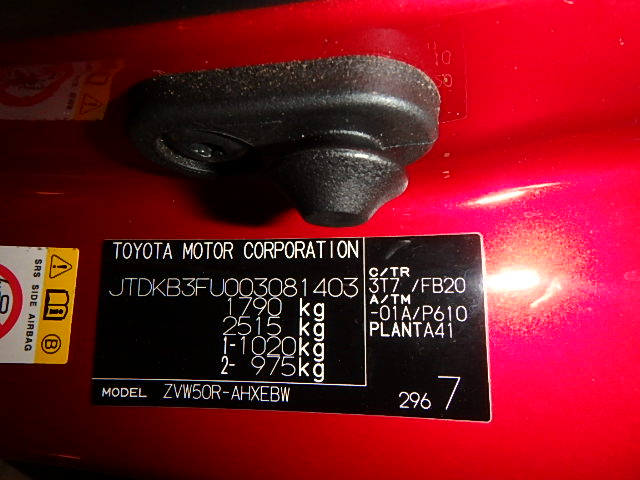 TOYOTA MOTOR CORPORATION
JTDKB3FU003081403
1790 kg
2515 kg
1-1020kg
2- 975kg
C/TR
3T7 /FB20
A/TM
-01A/P610
PLANTA41
MODEL ZVW50R-AHXEBW
296 7
SRS SIDE AIRBAG
B